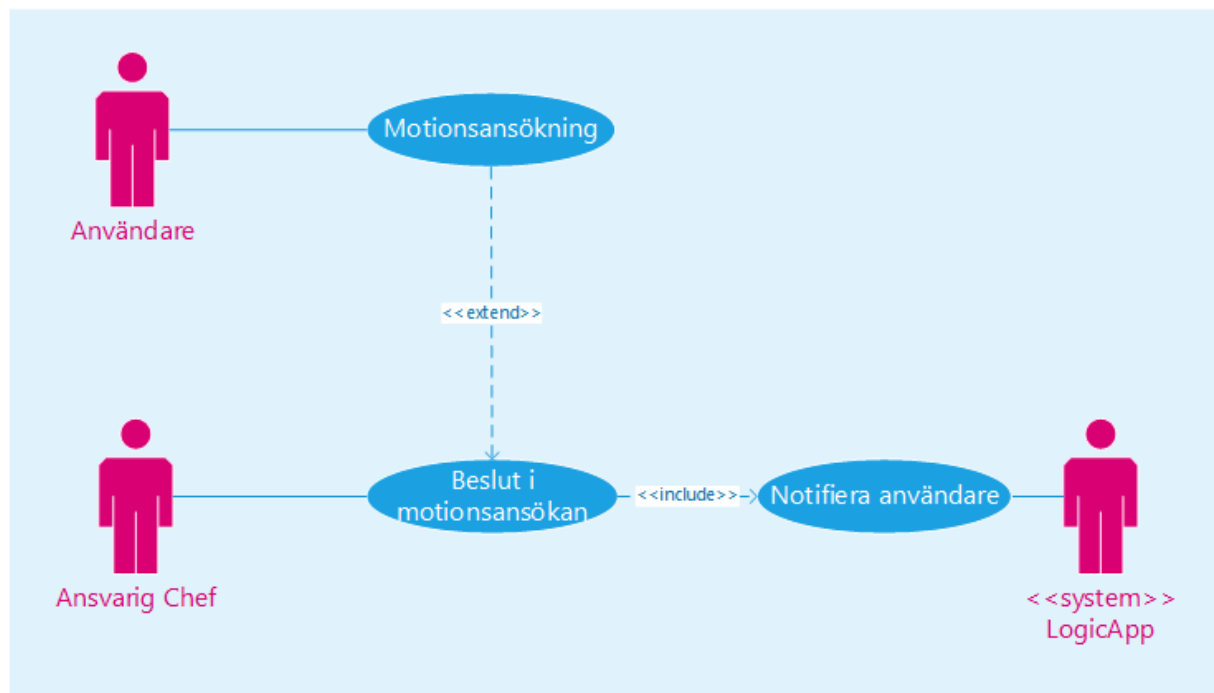 Motionsansökning
Användare
<<extend>>
Beslut i
motionsansökan
<<include>>
Notifiera användare
Ansvarig Chef
<<system>>
LogicApp